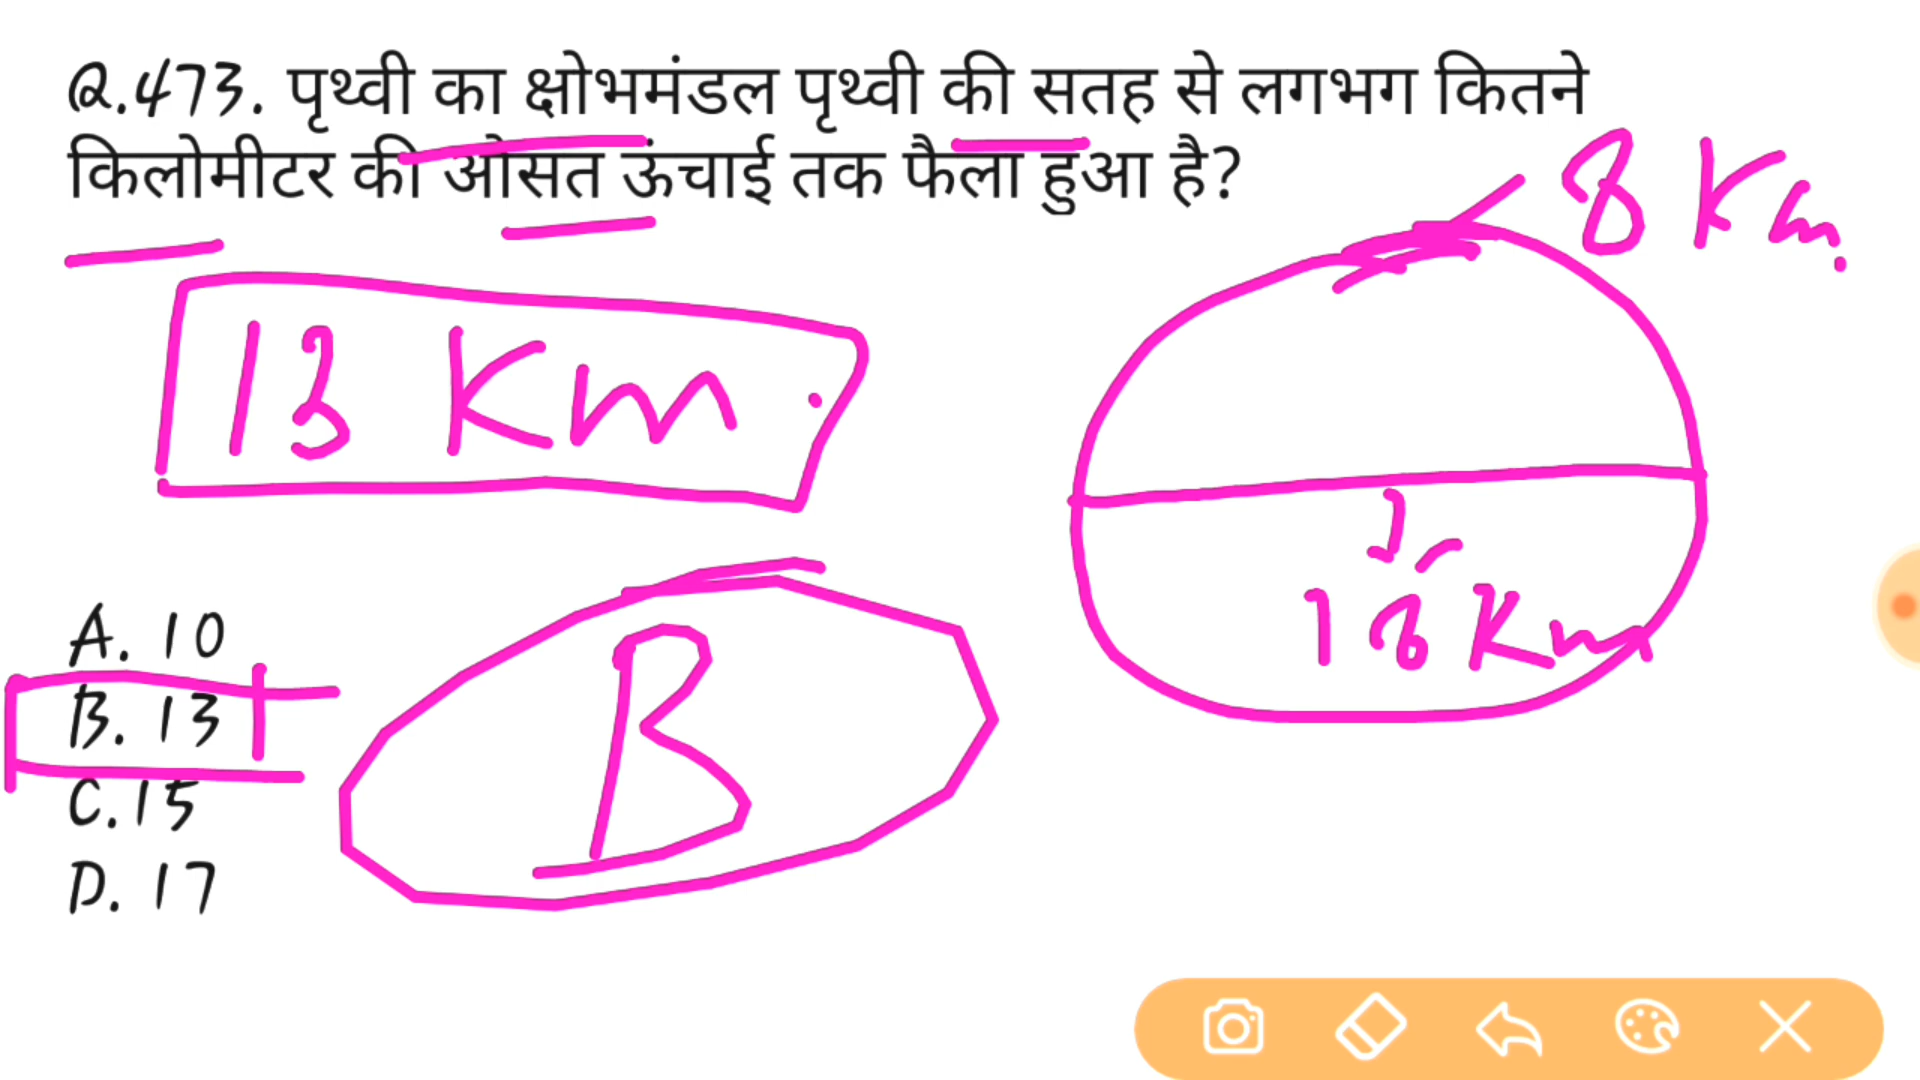 Q.473. पृथ्वी का क्षोभमंडल पृथ्वी की सतह से लगभग कितने
किलोमीटर की औसत ऊंचाई तक फैला हुआ है?
8 Km.
13 Km.
18 Km
A. 10
B. 13
C. 15
D. 17
B